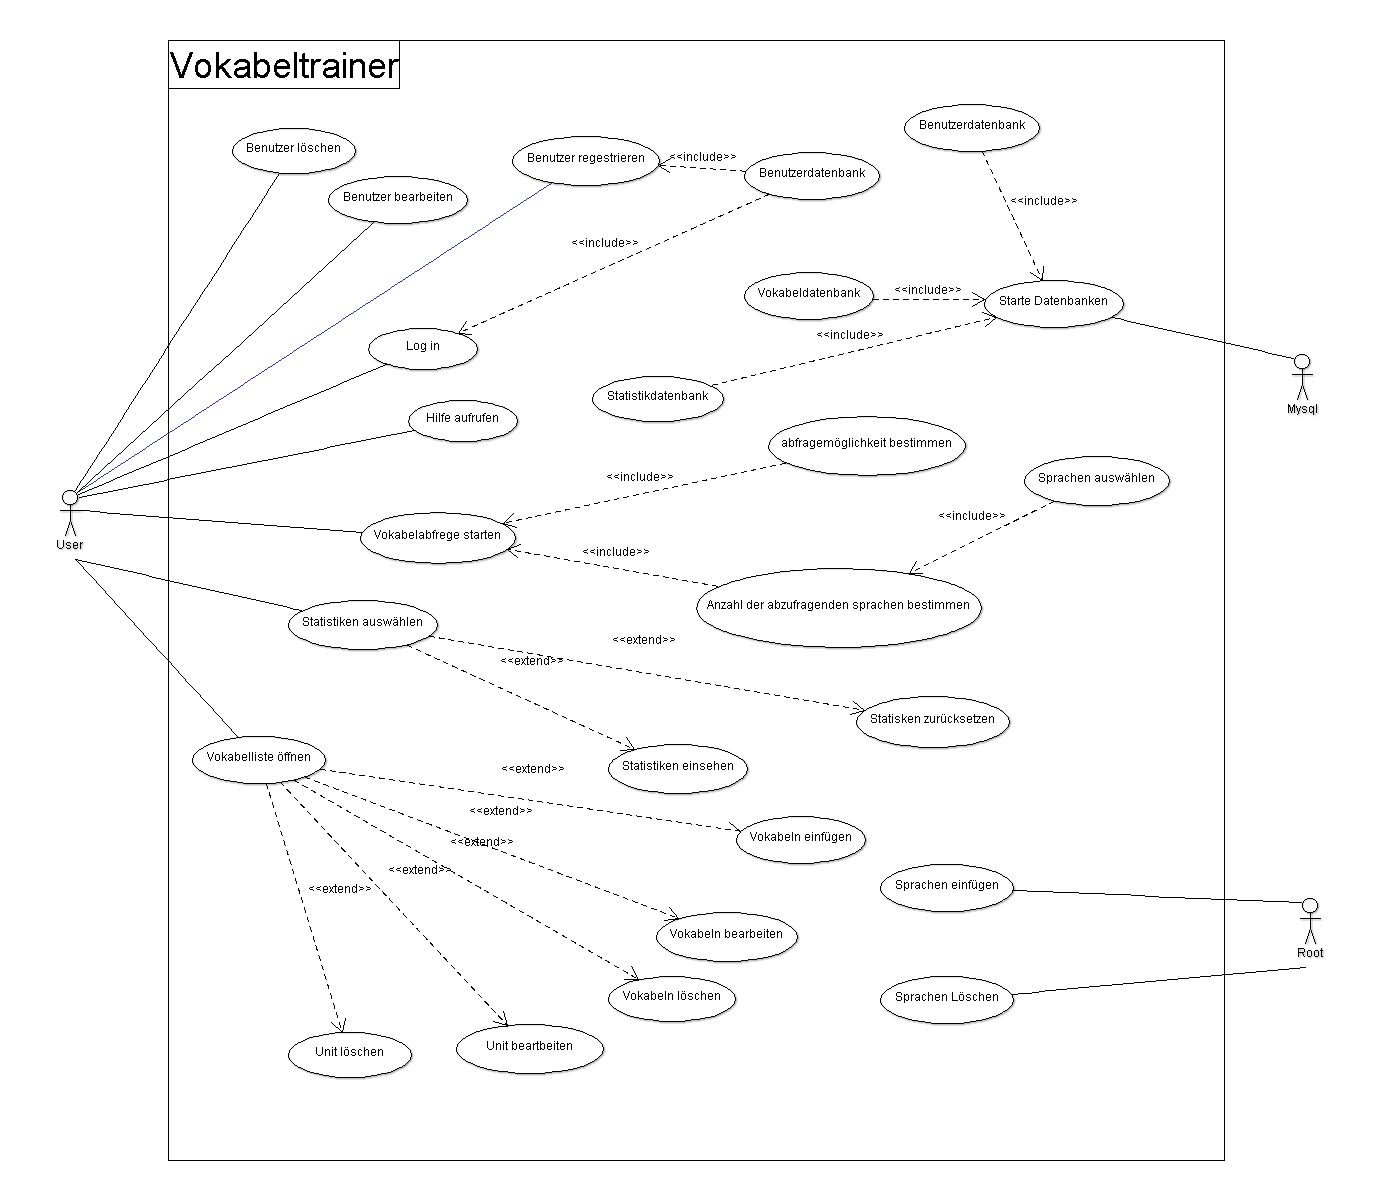 Vokabeltrainer
Benutzerdatenbank
Benutzer löschen
Benutzer regestrieren
<<include>>
Benutzerdatenbank
Benutzer bearbeiten
<<include>>
<<include>>
Vokabeldatenbank
<<include>>
Starte Datenbanken
<<include>>
Log in
Statistikdatenbank
Mysql
Hilfe aufrufen
abfragemöglichkeit bestimmen
<<include>>
Sprachen auswählen
<<include>>
Vokabelabfrege starten
User
<<include>>
Anzahl der abzufragenden sprachen bestimmen
Statistiken auswählen
<<extend>>
<<extend>>
Statisken zurücksetzen
Vokabelliste öffnen
Statistiken einsehen
<<extend>>
<<extend>>
Vokabeln einfügen
<<extend>>
<<extend>>
<<extend>>
Sprachen einfügen
Vokabeln bearbeiten
Root
Vokabeln löschen
Sprachen Löschen
Unit löschen
Unit beartbeiten